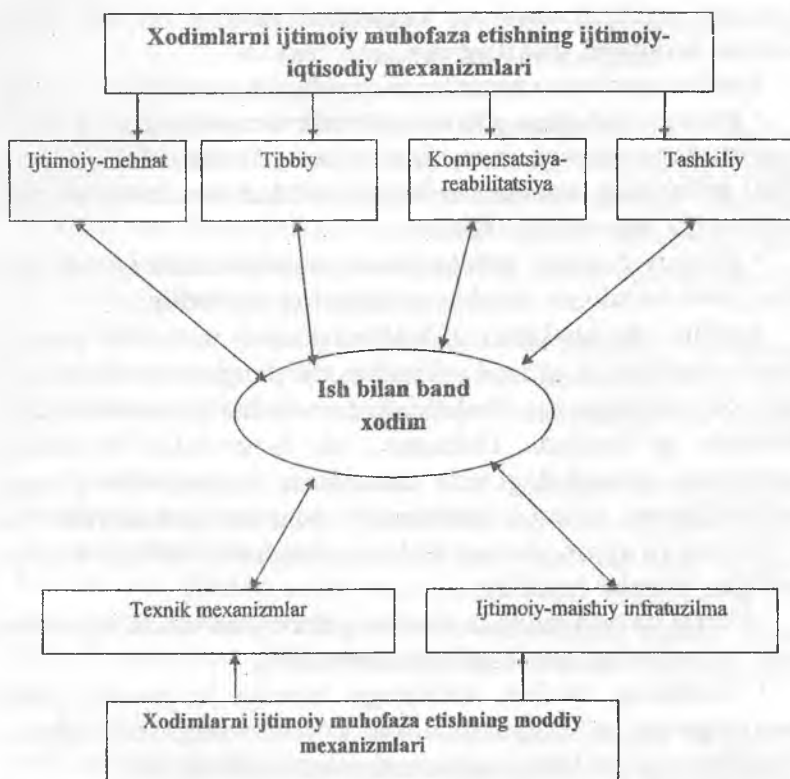 Xodimlarni ijtimoiy muhofaza etishning ijtimoiy-
iqtisodiy mexanizmlari
Ijtimoiy-mehnat
Tibbiy
Kompensatsiya-
reabilitatsiya
Tashkiliy
Ish bilan band
xodim
Texnik mexanizmlar
Ijtimoiy-maishiy infratuzilma
Xodimlarni ijtimoiy muhofaza etishning moddiy
mexanizmlari